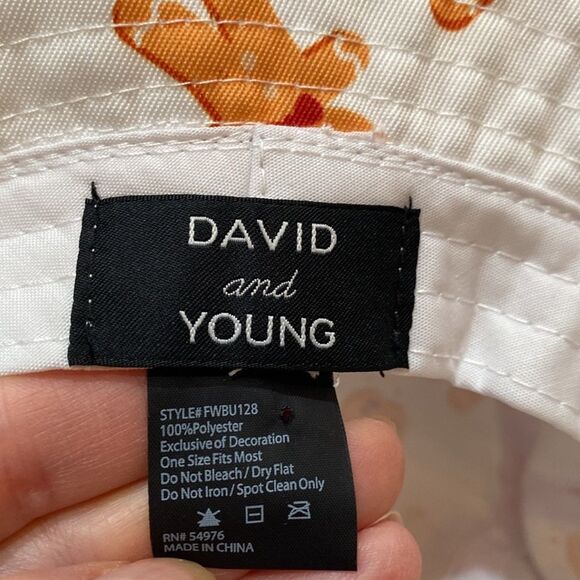 DAVID
and
YOUNG
STYLE# FWBU128
100%Polyester
Exclusive of Decoration
One Size Fits Most
Do Not Bleach / Dry Flat
Do Not Iron / Spot Clean Only
RN# 54976
MADE IN CHINA